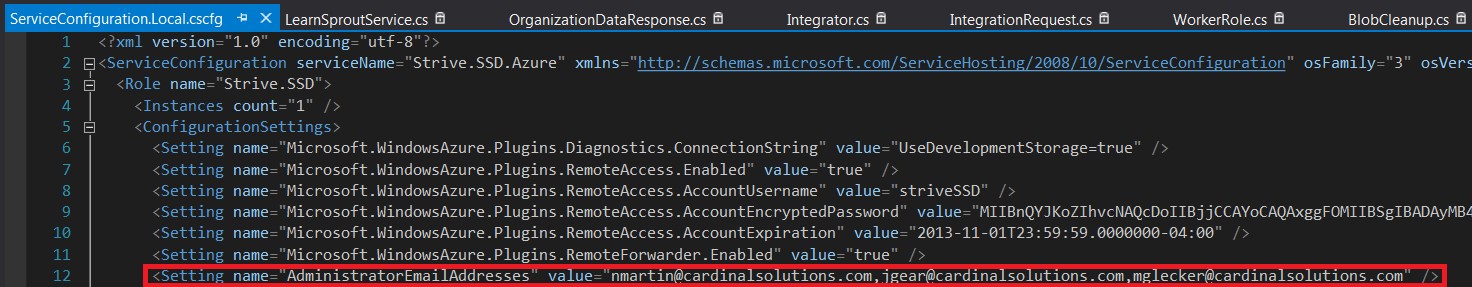 ServiceConfiguration.Local.cscfg LearnSproutService.cs OrganizationDataResponse.cs Integrator.cs IntegrationRequest.cs WorkerRole.cs BlobCleanup.cs
1 <?xml version="1.0" encoding="utf-8"?>
2 <ServiceConfiguration serviceName="Strive.SSD.Azure" xmlns="http://schemas.microsoft.com/ServiceHosting/2008/10/ServiceConfiguration" osFamily="3" osVers
3 <Role name="Strive.SSD">
4 <Instances count="1" />
5 <ConfigurationSettings>
6 <Setting name="Microsoft.WindowsAzure.Plugins.Diagnostics.ConnectionString" value="UseDevelopmentStorage=true" />
7 <Setting name="Microsoft.WindowsAzure.Plugins.RemoteAccess.Enabled" value="true" />
8 <Setting name="Microsoft.WindowsAzure.Plugins.RemoteAccess.AccountUsername" value="striveSSD" />
9 <Setting name="Microsoft.WindowsAzure.Plugins.RemoteAccess.AccountEncryptedPassword" value="MIIBnQYJKoZIhvcNAQcDoIIBjjCCAYoCAQAxggFOMIIBSgIBADAyMB4
10 <Setting name="Microsoft.WindowsAzure.Plugins.RemoteAccess.AccountExpiration" value="2013-11-01T23:59:59.0000000-04:00" />
11 <Setting name="Microsoft.WindowsAzure.Plugins.RemoteForwarder.Enabled" value="true" />
12 <Setting name="AdministratorEmailAddresses" value="nmartin@cardinalsolutions.com,jgear@cardinalsolutions.com,mglecker@cardinalsolutions.com" />